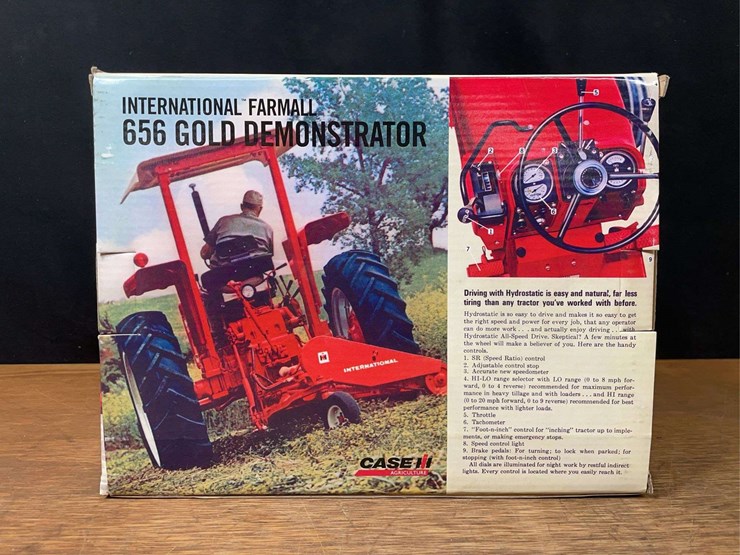 INTERNATIONAL™ FARMALL
656 GOLD DEMONSTRATOR
INTERNATIONAL
CASE IH
AGRICULTURE
5
2
4
3
6
1
7
9
Driving with Hydrostatic is easy and natural, far less
tiring than any tractor you've worked with before.
Hydrostatic is so easy to drive and makes it so easy to get
the right speed and power for every job, that any operator
can do more work . . . and actually enjoy driving . . . with
Hydrostatic All-Speed Drive. Skeptical? A few minutes at
the wheel will make a believer of you. Here are the handy
controls.
1. SR (Speed Ratio) control
2. Adjustable control stop
3. Accurate new speedometer
4. HI-LO range selector with LO range (0 to 8 mph for-
ward, 0 to 4 reverse) recommended for maximum perfor-
mance in heavy tillage and with loaders . . . and HI range
(0 to 20 mph forward, 0 to 9 reverse) recommended for best
performance with lighter loads.
5. Throttle
6. Tachometer
7. "Foot-n-inch" control for "inching" tractor up to imple-
ments, or making emergency stops.
8. Speed control light
9. Brake pedals: For turning; to lock when parked; for
stopping (with foot-n-inch control)
All dials are illuminated for night work by restful indirect
lights. Every control is located where you easily reach it.